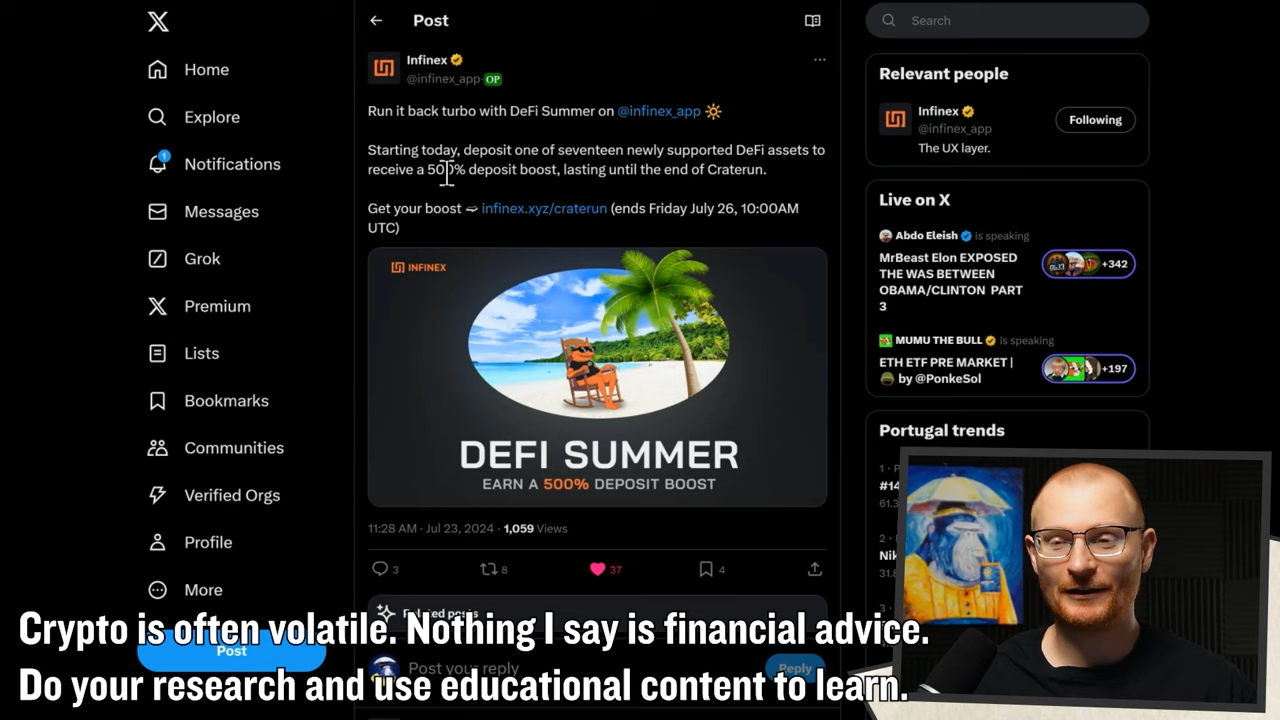 Post
Search
Home
Explore
1
Notifications
Messages
Grok
Premium
Lists
Bookmarks
Communities
Verified Orgs
Profile
More
Post
Infinex
@infinex_app OP
Run it back turbo with DeFi Summer on @infinex_app
Starting today, deposit one of seventeen newly supported DeFi assets to
receive a 500% deposit boost, lasting until the end of Craterun.
Get your boost infinex.xyz/craterun (ends Friday July 26, 10:00AM
UTC)
INFINEX
DEFI SUMMER
EARN A 500% DEPOSIT BOOST
11:28 AM · Jul 23, 2024 · 1,059 Views
3
8
37
4
Post your reply
Reply
Relevant people
Infinex
@infinex_app
Following
The UX layer.
Live on X
Abdo Eleish is speaking
MrBeast Elon EXPOSED
THE WAS BETWEEN
OBAMA/CLINTON PART
3
+342
MUMU THE BULL is speaking
ETH ETF PRE MARKET |
by @PonkeSol
+197
Portugal trends
Crypto is often volatile. Nothing I say is financial advice.
Do your research and use educational content to learn.